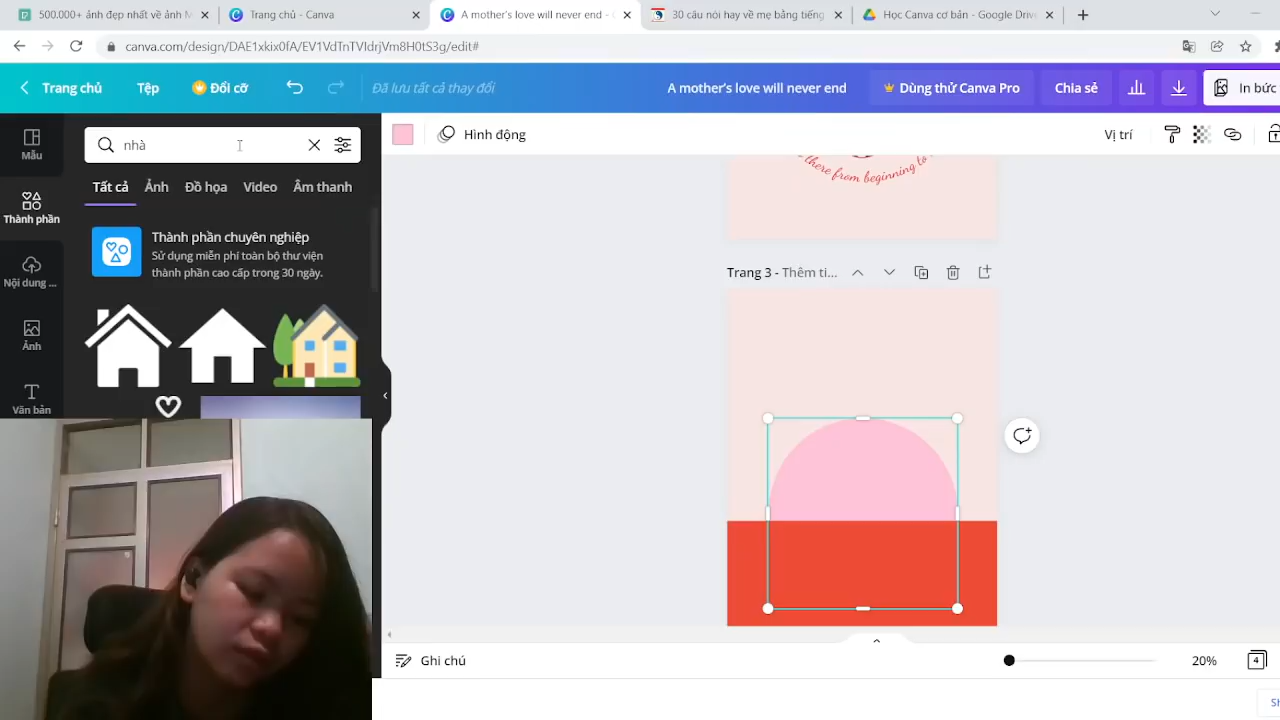 500.000+ ảnh đẹp nhất về ảnh M
Trang chủ - Canva
A mother's love will never end -
30 câu nói hay về mẹ bằng tiếng
Học Canva cơ bản - Google Driv
canva.com/design/DAE1xkix0fA/EV1VdTnTVIdrjVm8H0tS3g/edit#
Trang chủ
Tệp
Đổi cỡ
Đã lưu tất cả thay đổi
A mother's love will never end
Dùng thử Canva Pro
Chia sẻ
In bức
Mẫu
Thành phần
Nội dung ...
Ảnh
Văn bản
nhà
Tất cả
Ảnh
Đồ họa
Video
Âm thanh
Thành phần chuyên nghiệp
Sử dụng miễn phí toàn bộ thư viện
thành phần cao cấp trong 30 ngày.
Hình động
Vị trí
there from beginning to
Trang 3 - Thêm ti...
Ghi chú
20%
4